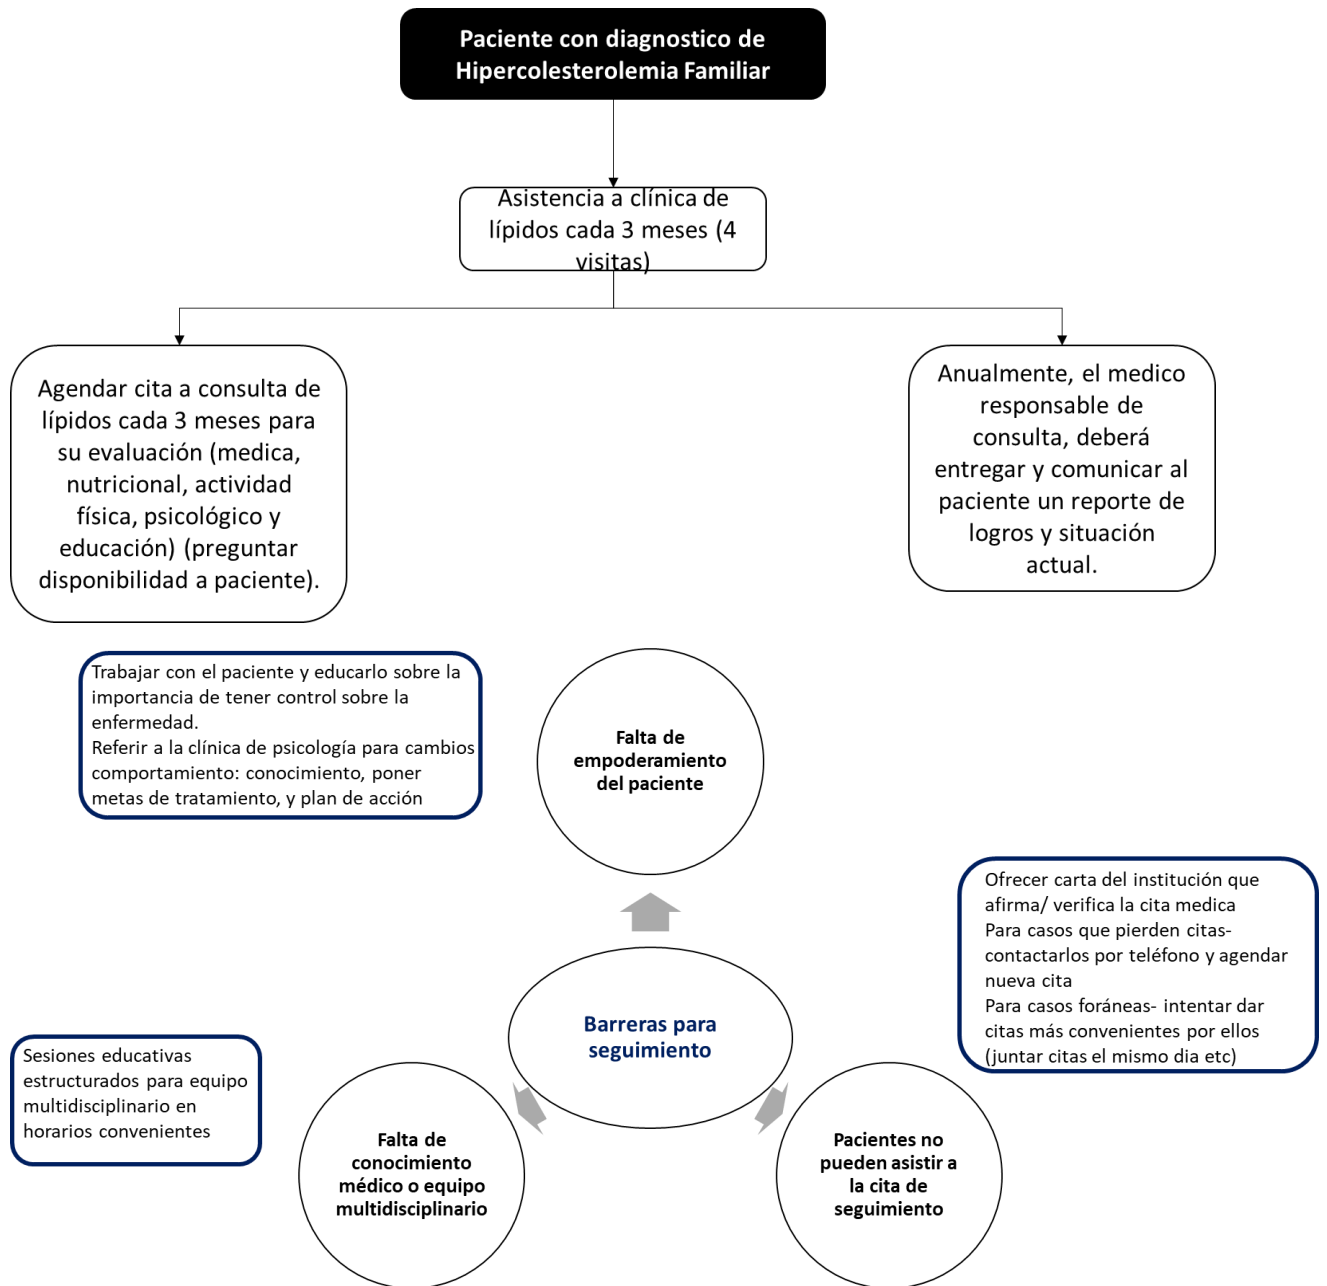 Paciente con diagnostico de
Hipercolesterolemia Familiar
Asistencia a clínica de
lípidos cada 3 meses (4
visitas)
Agendar cita a consulta de
lípidos cada 3 meses para
su evaluación (medica,
nutricional, actividad
física, psicológico y
educación) (preguntar
disponibilidad a paciente).
Anualmente, el medico
responsable de
consulta, deberá
entregar y comunicar al
paciente un reporte de
logros y situación
actual.
Trabajar con el paciente y educarlo sobre la
importancia de tener control sobre la
enfermedad.
Referir a la clínica de psicología para cambios
comportamiento: conocimiento, poner
metas de tratamiento, y plan de acción
Falta de
empoderamiento
del paciente
Ofrecer carta del institución que
afirma/ verifica la cita medica
Para casos que pierden citas-
contactarlos por teléfono y agendar
nueva cita
Para casos foráneas- intentar dar
citas más convenientes por ellos
(juntar citas el mismo dia etc)
Barreras para
seguimiento
Sesiones educativas
estructurados para equipo
multidisciplinario en
horarios convenientes
Falta de
conocimiento
médico o equipo
multidisciplinario
Pacientes no
pueden asistir a
la cita de
seguimiento